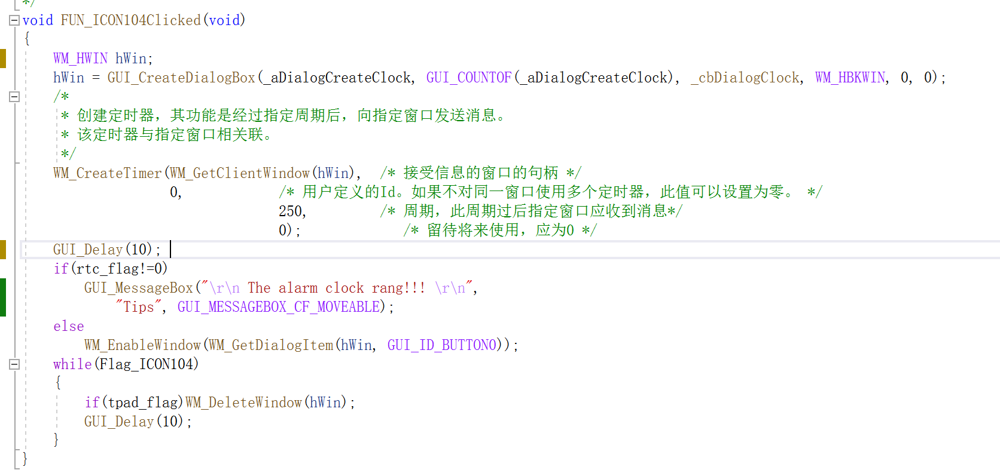 */
void FUN_ICON104Clicked(void)
{
WM_HWIN hWin;
hWin = GUI_CreateDialogBox(_aDialogCreateClock, GUI_COUNTOF(_aDialogCreateClock), _cbDialogClock, WM_HBKWIN, 0, 0);
/*
* 创建定时器，其功能是经过指定周期后，向指定窗口发送消息。
* 该定时器与指定窗口相关联。
*/
WM_CreateTimer(WM_GetClientWindow(hWin), /* 接受信息的窗口的句柄 */
0, /* 用户定义的Id。如果不对同一窗口使用多个定时器，此值可以设置为零。 */
250, /* 周期，此周期过后指定窗口应收到消息*/
0); /* 留待将来使用，应为0 */
GUI_Delay(10);
if(rtc_flag!=0)
GUI_MessageBox("\r\n The alarm clock rang!!! \r\n",
"Tips", GUI_MESSAGEBOX_CF_MOVEABLE);
else
WM_EnableWindow(WM_GetDialogItem(hWin, GUI_ID_BUTTON0));
while(Flag_ICON104)
{
if(tpad_flag)WM_DeleteWindow(hWin);
GUI_Delay(10);
}
}